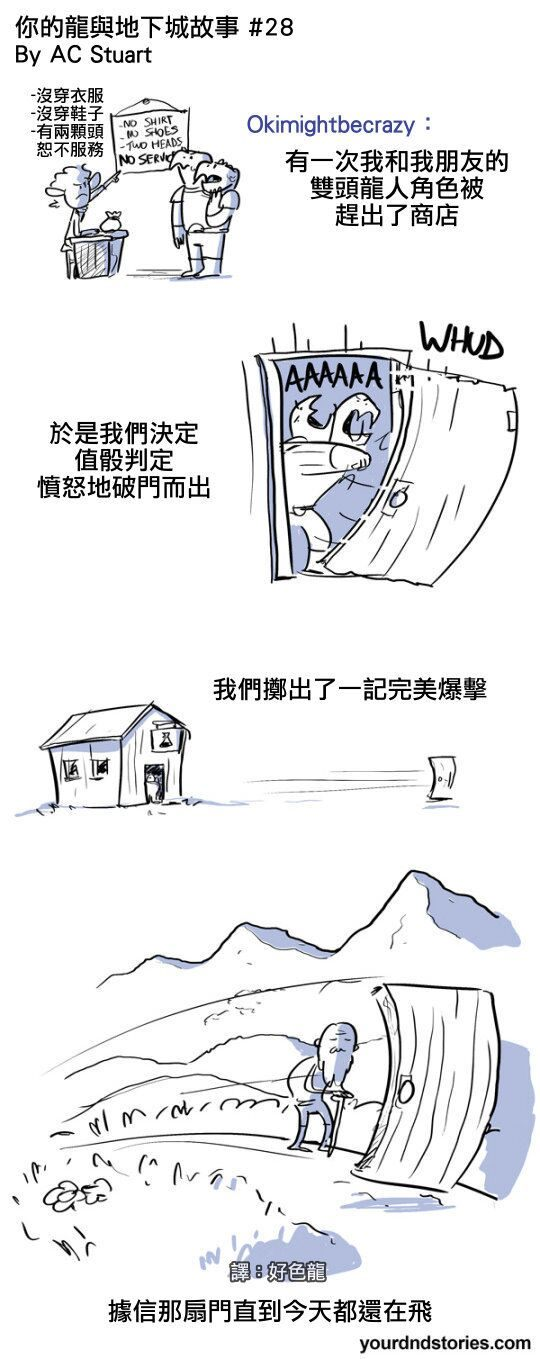 你的龍與地下城故事 #28
By AC Stuart
-沒穿衣服
-沒穿鞋子
-有兩顆頭
恕不服務
-NO SHIRT
-NO SHOES
-TWO HEADS
NO SERVICE
Okimightbecrazy：
有一次我和我朋友的
雙頭龍人角色被
趕出了商店
WHUD
AAAAAA
於是我們決定
值骰判定
憤怒地破門而出
我們擲出了一記完美爆擊
譯：好色龍
據信那扇門直到今天都還在飛
yourdndstories.com